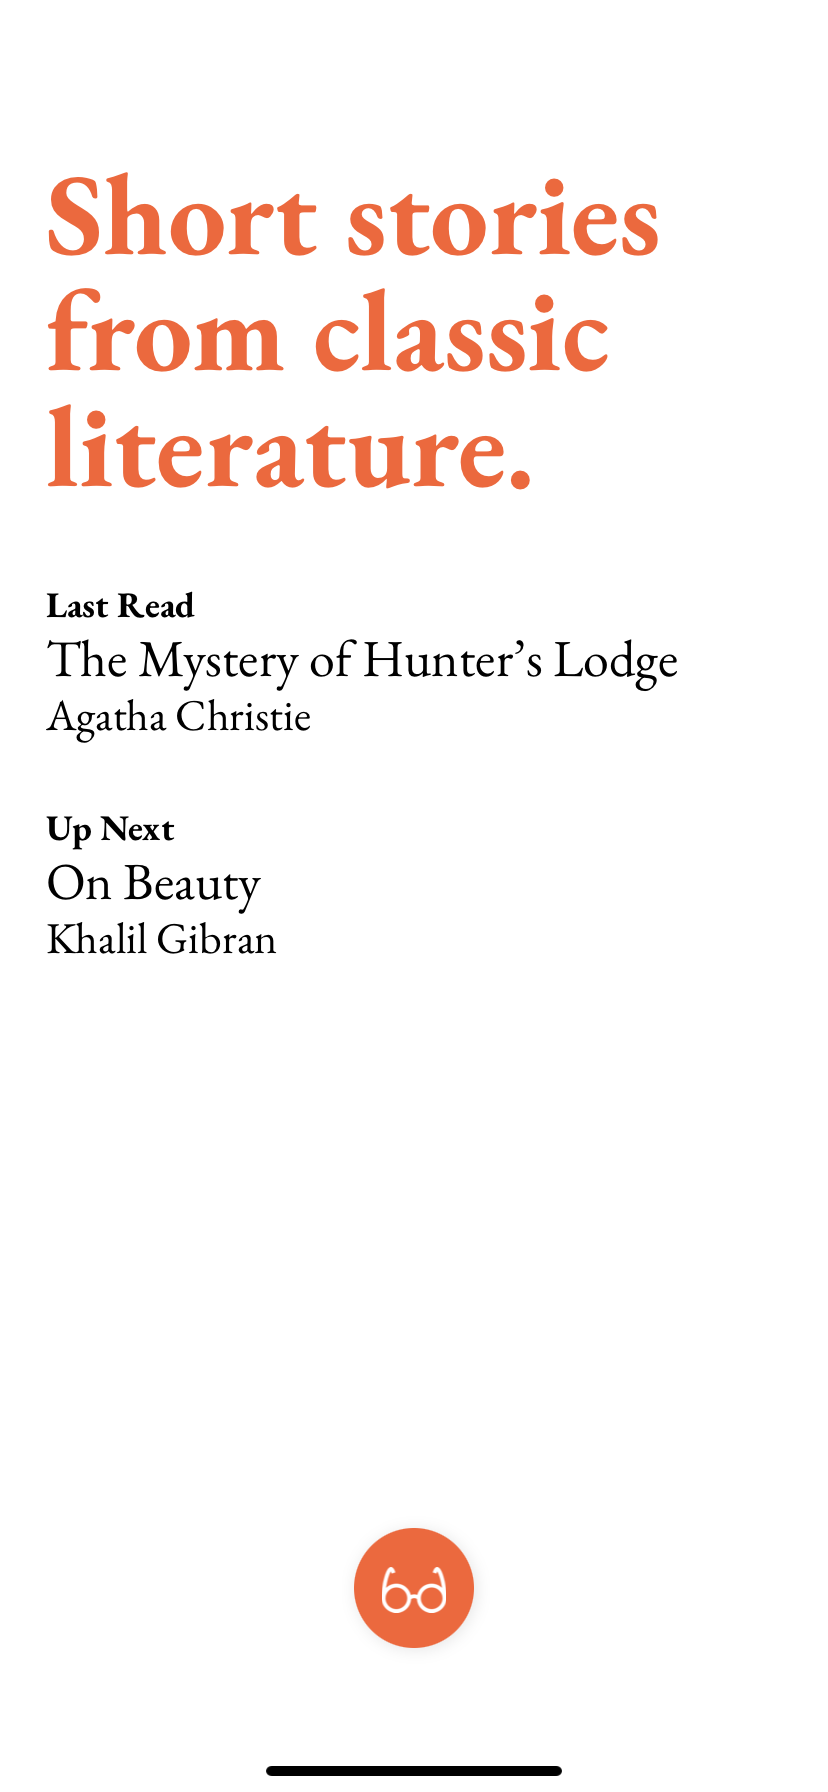 Short stories
from classic
literature.
Last Read
The Mystery of Hunter’s Lodge
Agatha Christie
Up Next
On Beauty
Khalil Gibran